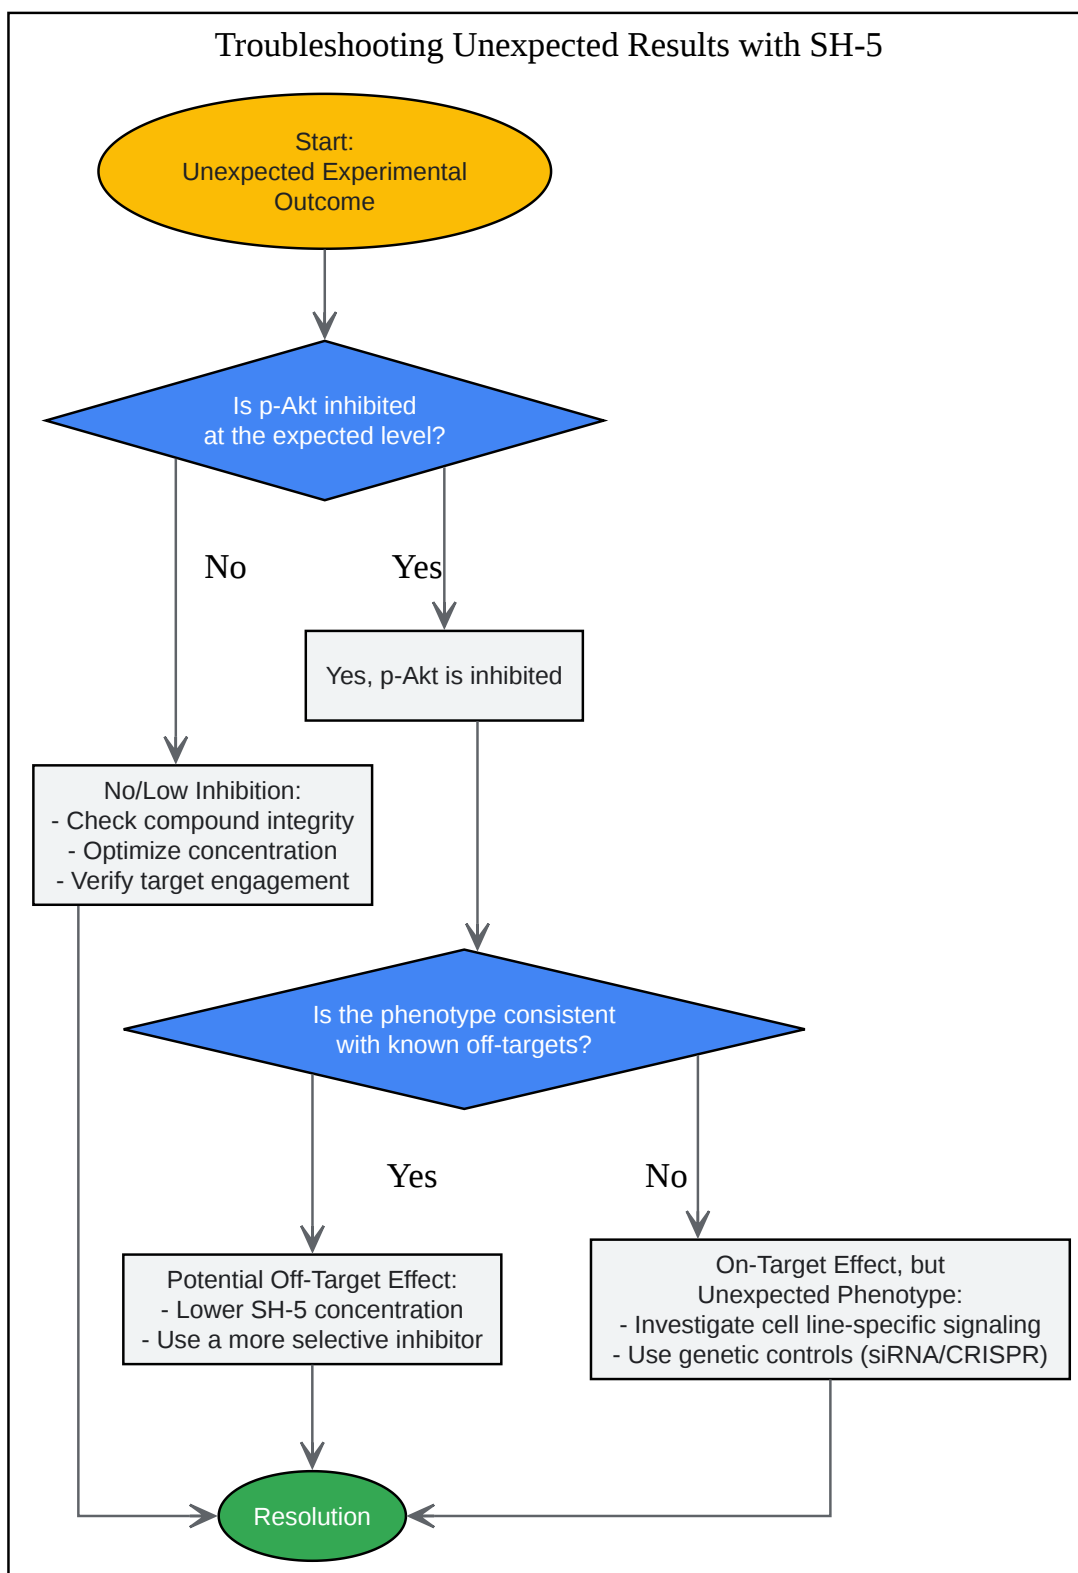 Troubleshooting Unexpected Results with SH-5
Start:
Unexpected Experimental
Outcome
Is p-Akt inhibited
at the expected level?
No
Yes
Yes, p-Akt is inhibited
No/Low Inhibition:
- Check compound integrity
- Optimize concentration
- Verify target engagement
Is the phenotype consistent
with known off-targets?
Yes
No
Potential Off-Target Effect:
- Lower SH-5 concentration
- Use a more selective inhibitor
On-Target Effect, but
Unexpected Phenotype:
- Investigate cell line-specific signaling
- Use genetic controls (siRNA/CRISPR)
Resolution